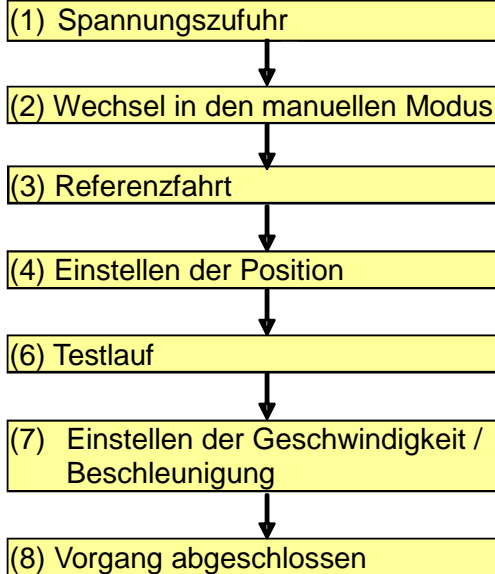 (1) Spannungszufuhr
(2) Wechsel in den manuellen Modus
(3) Referenzfahrt
(4) Einstellen der Position
(6) Testlauf
(7) Einstellen der Geschwindigkeit /
Beschleunigung
(8) Vorgang abgeschlossen